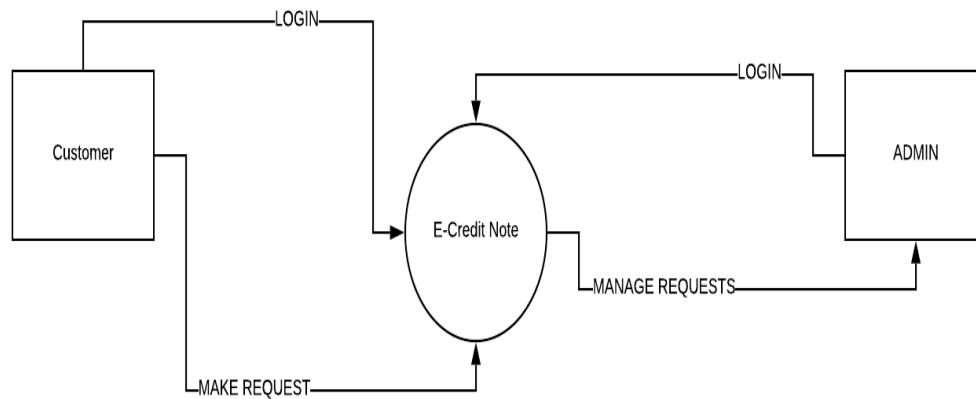 LOGIN
LOGIN
Customer
ADMIN
E-Credit Note
MANAGE REQUESTS
MAKE REQUEST